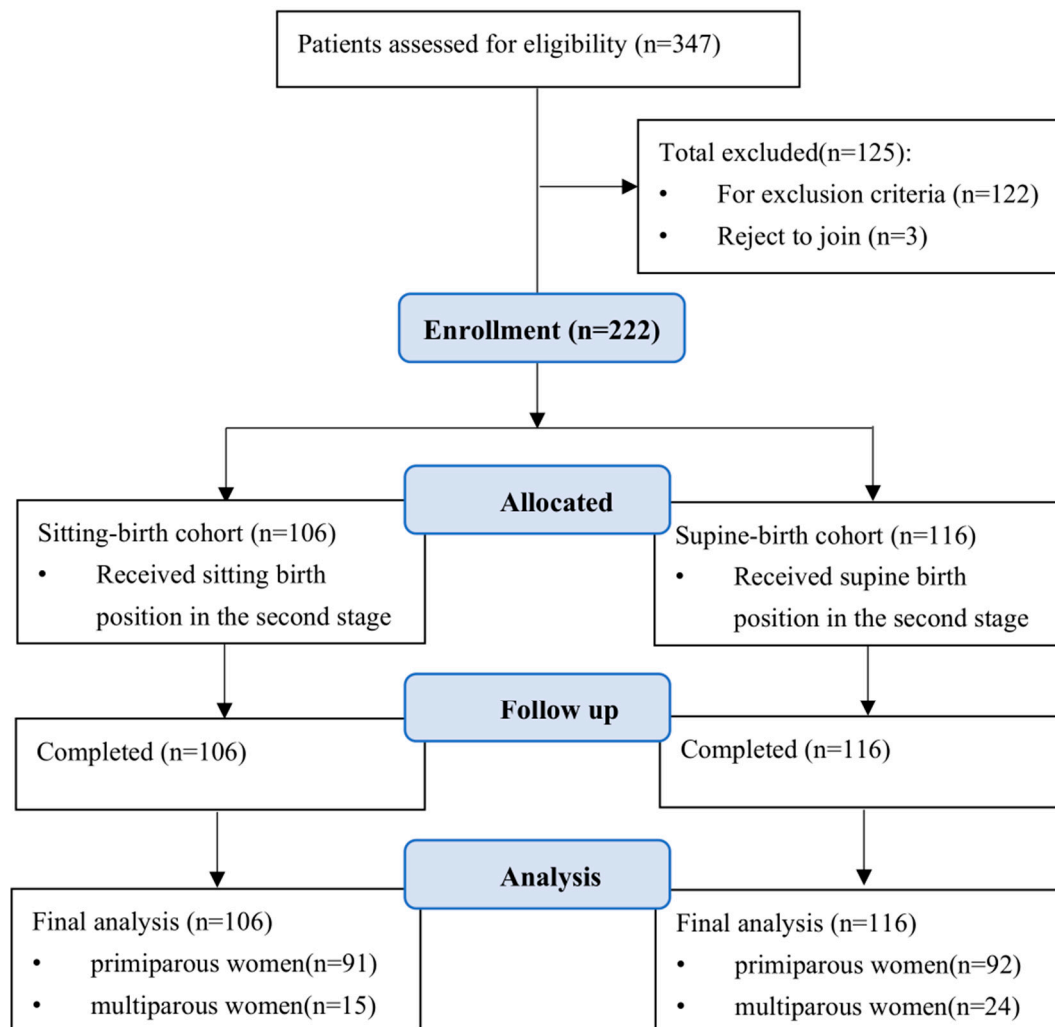 Patients assessed for eligibility (n=347)
Total excluded(n=125):
• For exclusion criteria (n=122)
• Reject to join (n=3)
Enrollment (n=222)
Allocated
Sitting-birth cohort (n=106)
• Received sitting birth
position in the second stage
Supine-birth cohort (n=116)
• Received supine birth
position in the second stage
Follow up
Completed (n=106)
Completed (n=116)
Analysis
Final analysis (n=106)
• primiparous women(n=91)
• multiparous women(n=15)
Final analysis (n=116)
• primiparous women(n=92)
• multiparous women(n=24)